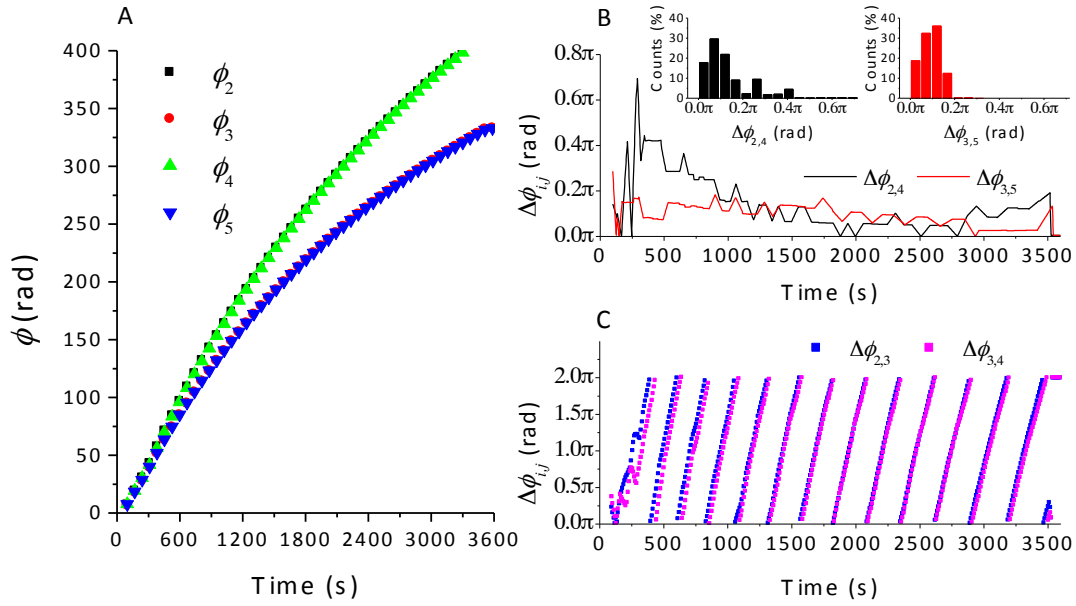 A
ϕ (rad)
400
350
300
250
200
150
100
50
0
ϕ2
ϕ3
ϕ4
ϕ5
0 600 1200 1800 2400 3000 3600
Time (s)
B
Δϕi,j (rad)
0.8π
0.6π
0.4π
0.2π
0.0π
Counts (%)
40
30
20
10
0
0.0π 0.2π 0.4π 0.6π
Δϕ2,4 (rad)
Counts (%)
40
30
20
10
0
0.0π 0.2π 0.4π 0.6π
Δϕ3,5 (rad)
Δϕ2,4 Δϕ3,5
0 500 1000 1500 2000 2500 3000 3500
Time (s)
C
Δϕi,j (rad)
Δϕ2,3 Δϕ3,4
2.0π
1.5π
1.0π
0.5π
0.0π
0 500 1000 1500 2000 2500 3000 3500
Time (s)